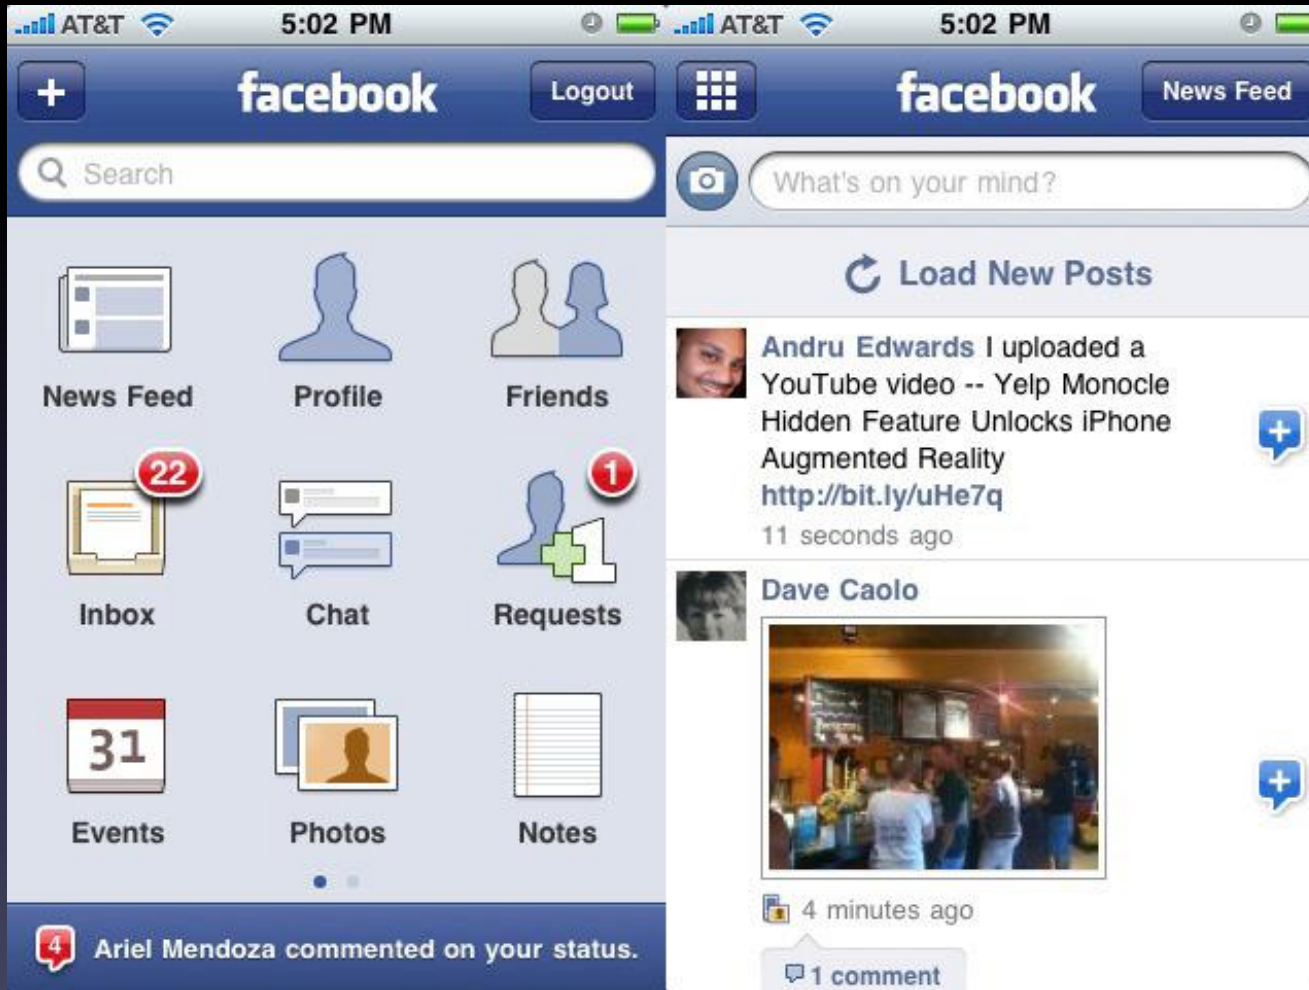 AT&T 5:02 PM
facebook
Logout
Search
News Feed
Profile
Friends
22
1
Inbox
Chat
Requests
31
Events
Photos
Notes
4
Ariel Mendoza commented on your status.
AT&T 5:02 PM
facebook
News Feed
What's on your mind?
Load New Posts
Andru Edwards I uploaded a
YouTube video -- Yelp Monocle
Hidden Feature Unlocks iPhone
Augmented Reality
http://bit.ly/uHe7q
11 seconds ago
Dave Caolo
4 minutes ago
1 comment